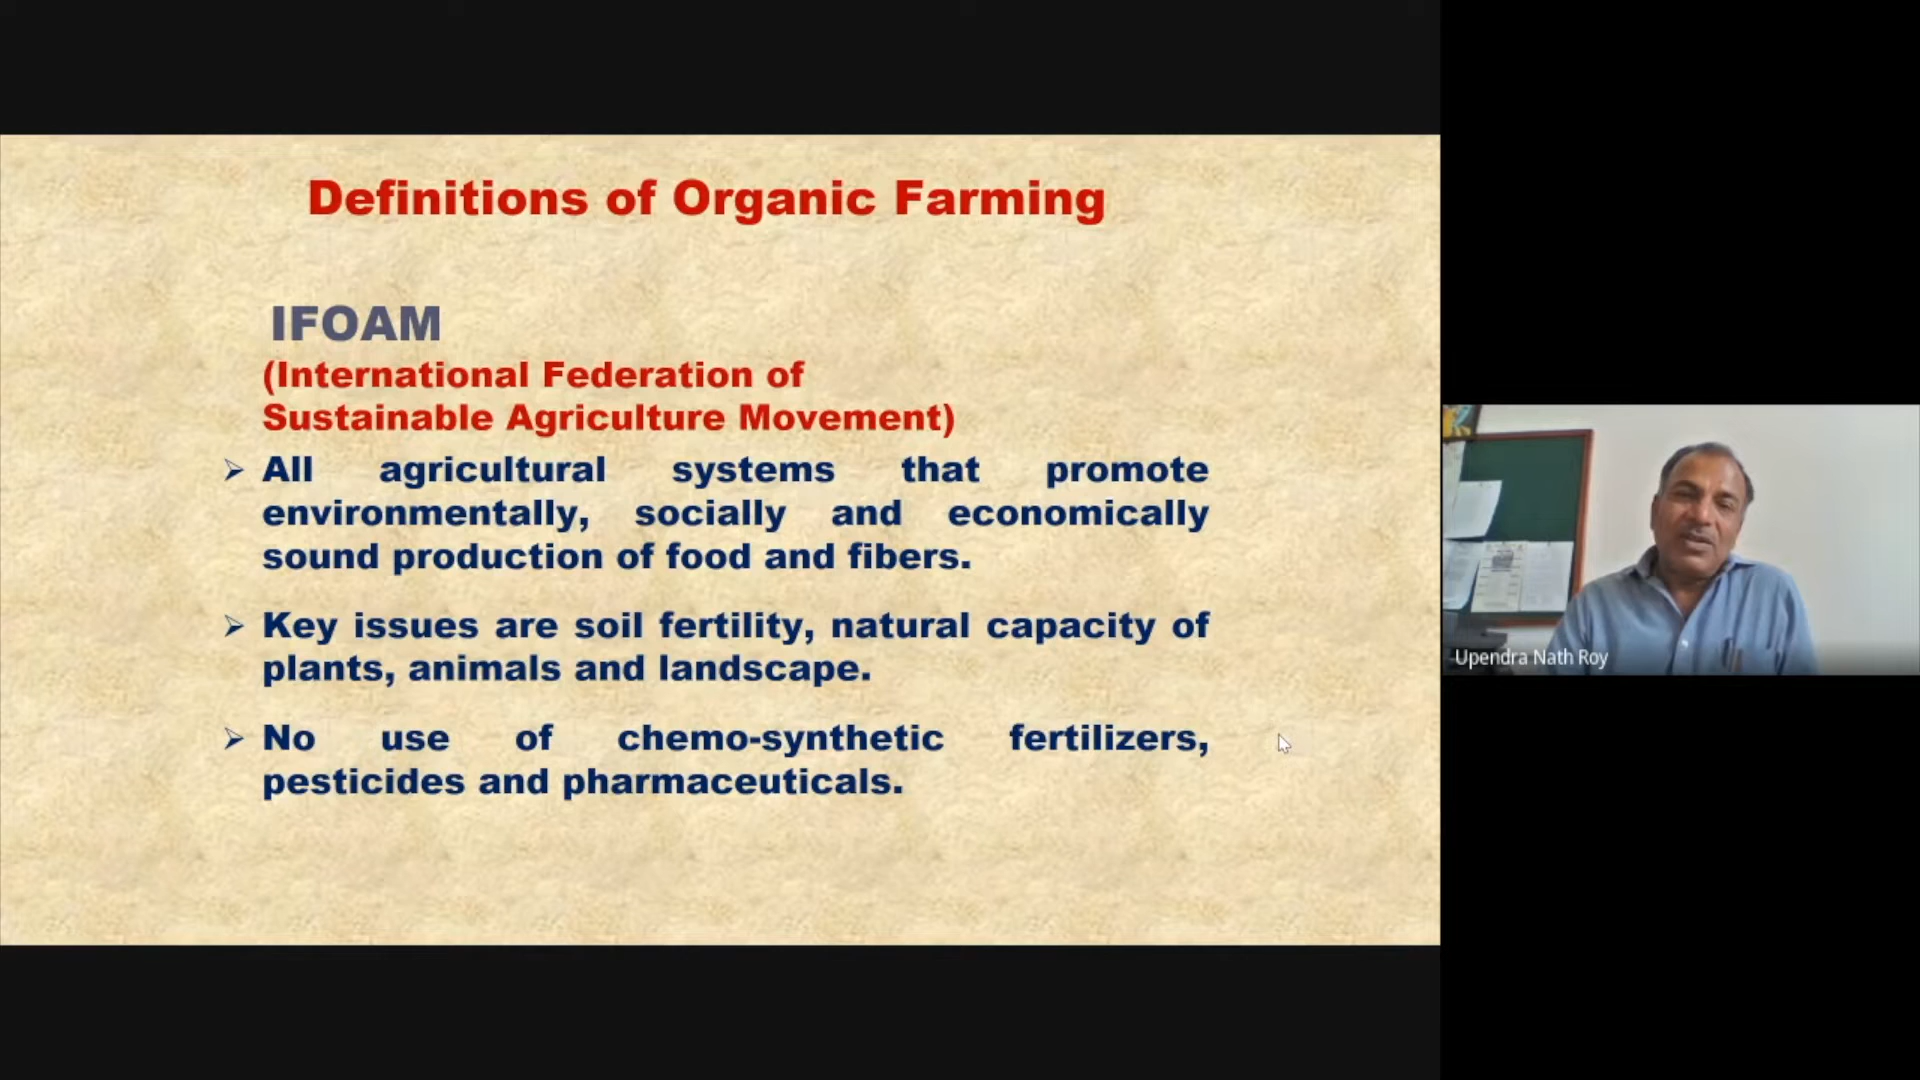 Definitions of Organic Farming
IFOAM
(International Federation of
Sustainable Agriculture Movement)
➢ All agricultural systems that promote
environmentally, socially and economically
sound production of food and fibers.
➢ Key issues are soil fertility, natural capacity of
plants, animals and landscape.
➢ No use of chemo-synthetic fertilizers,
pesticides and pharmaceuticals.
Upendra Nath Roy